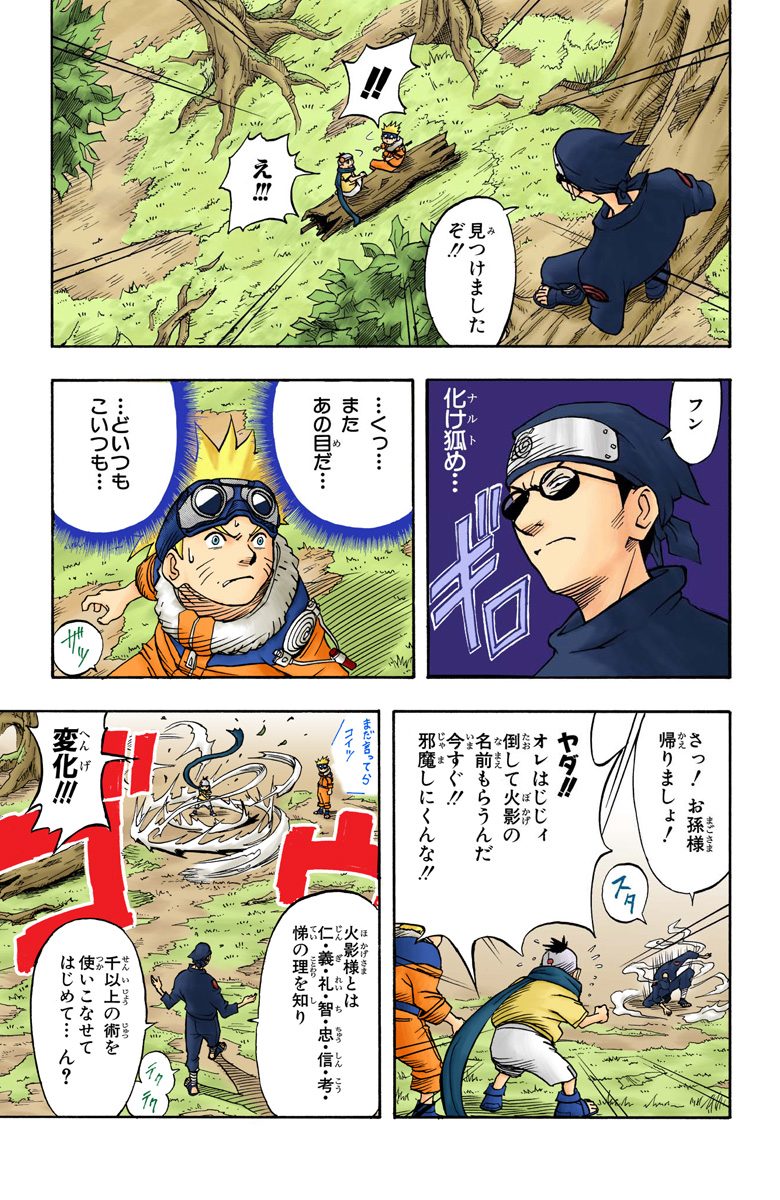 見つけました
ぞ!!
!!
え!!!
フン
化け狐め…
ギロ
…くっ…
また
あの目だ…
…どいつも
こいつも…
ザッ
さっ!お孫様
帰りましょ!
スタ
ヤダ!!
オレはじジィ
倒して火影の
名前もらうんだ
今すぐ!!
邪魔しにくんな!!
火影様とは
仁・義・礼・智・忠・信・考・
悌の理を知り
千以上の術を
使いこなせて
はじめて…ん?
テクテク
まだ言ってら
コイツ
変化!!!